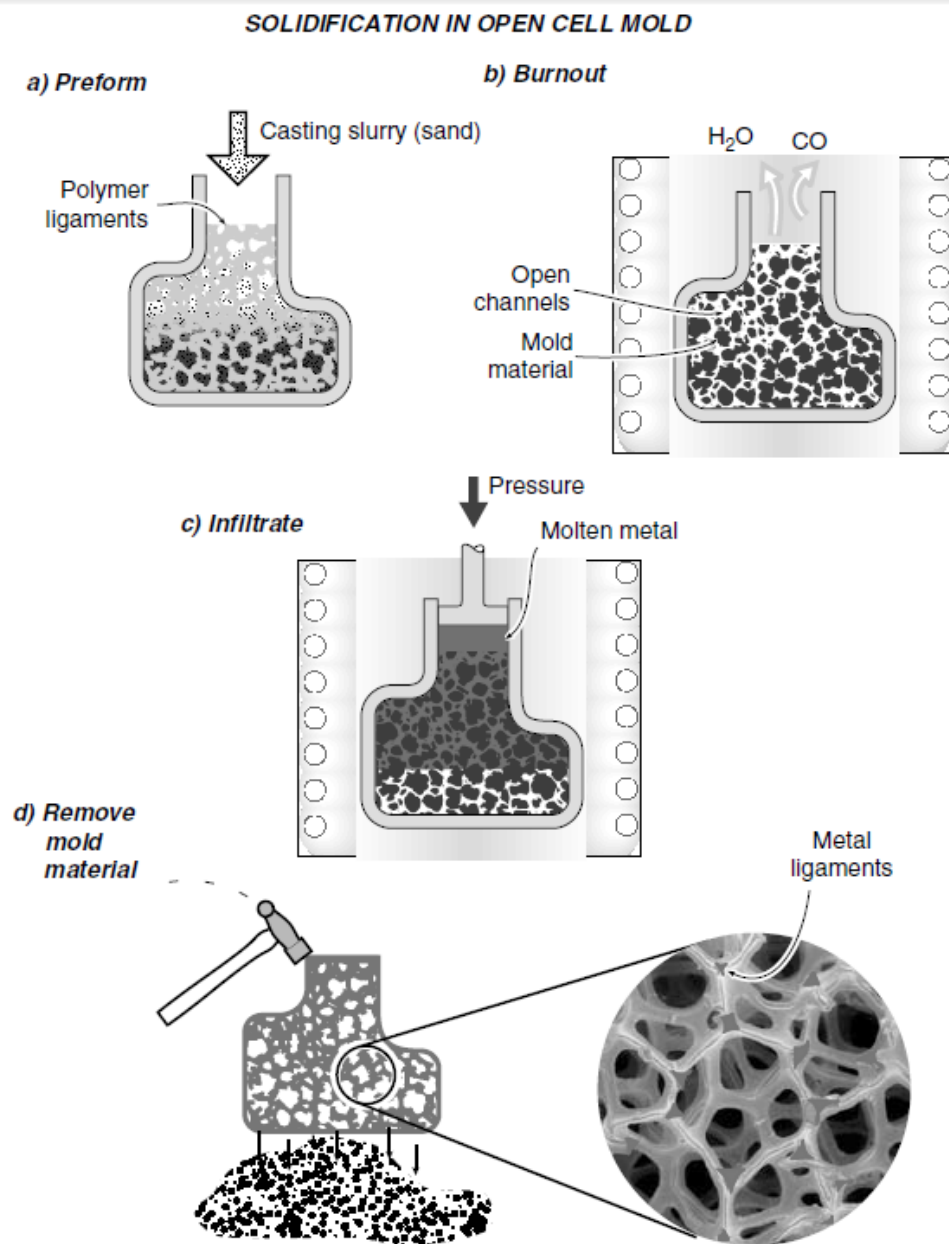 SOLIDIFICATION IN OPEN CELL MOLD
a) Preform
Casting slurry (sand)
Polymer
ligaments
b) Burnout
H₂O
CO
Open
channels
Mold
material
c) Infiltrate
Pressure
Molten metal
d) Remove
mold
material
Metal
ligaments